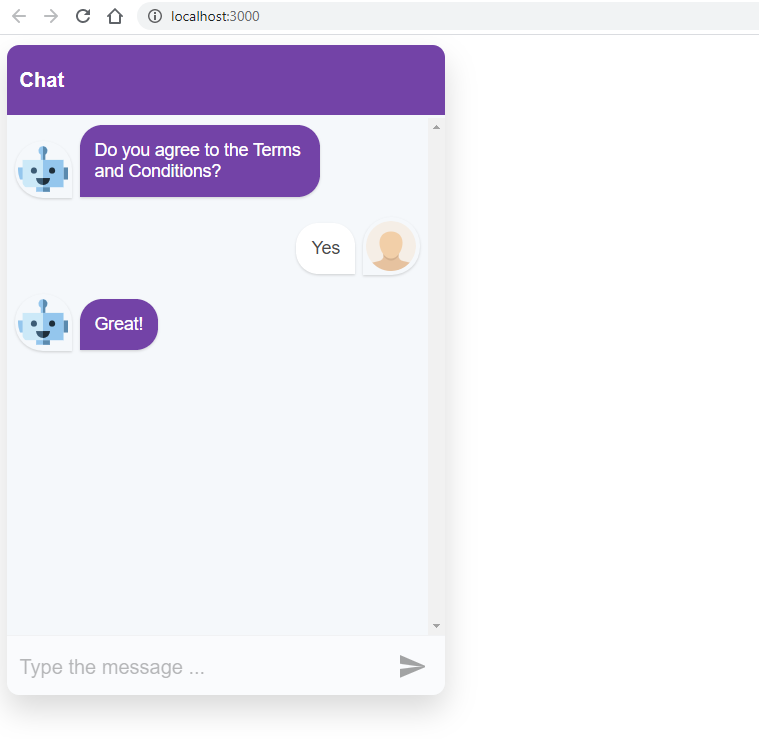 localhost:3000
Chat
Do you agree to the Terms
and Conditions?
Yes
Great!
Type the message ...